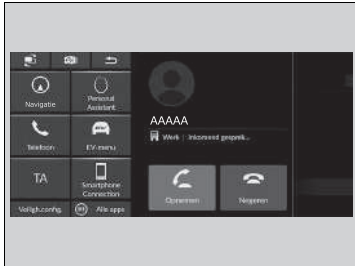 Navigatie
Personal
Assistant
AAAAA
Werk : Inkomend gesprek...
Telefoon
EV-menu
TA
Smartphone
Connection
Opnemen
Negeren
Veiligh.config.
OFF
Alle apps